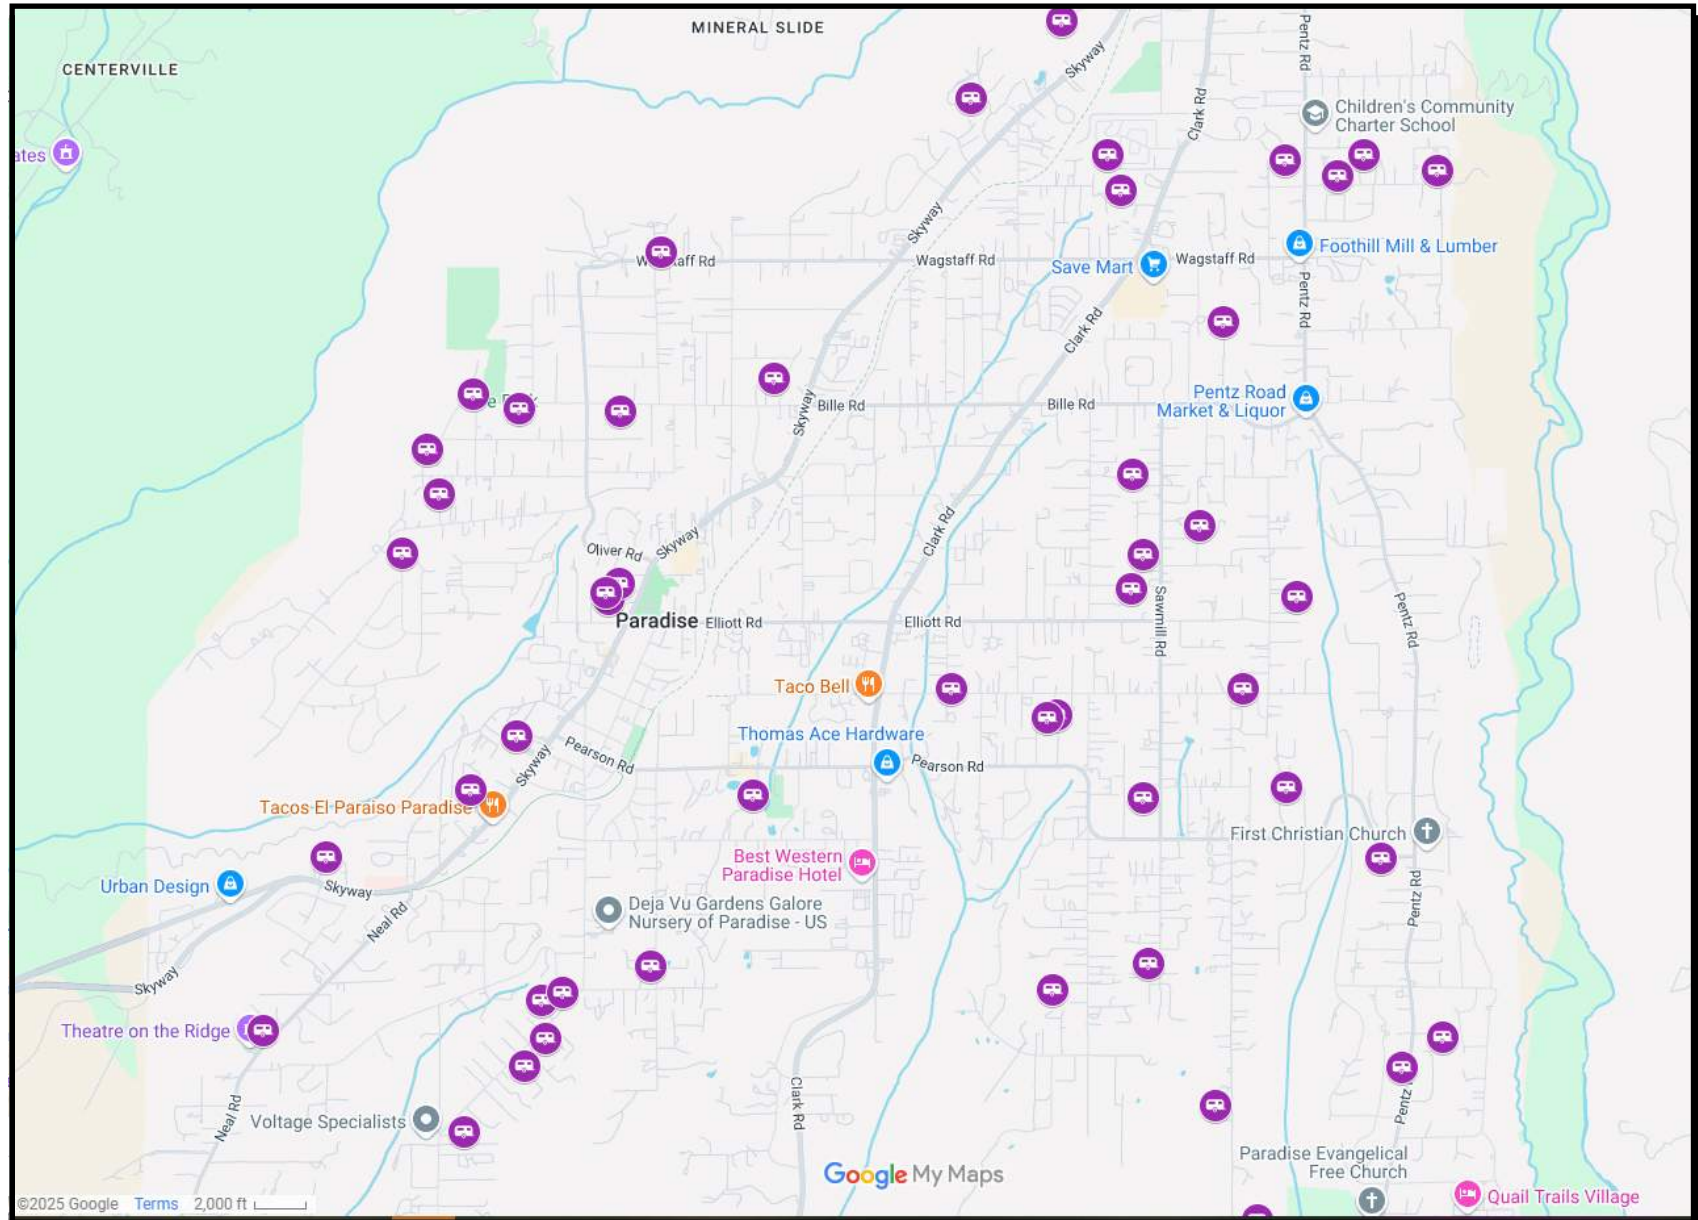 MINERAL SLIDE
CENTERVILLE
Skyway
Pentz Rd
Clark Rd
Children's Community
Charter School
ates
Skyway
Wagstaff Rd
Wagstaff Rd
Save Mart
Wagstaff Rd
Foothill Mill & Lumber
Pentz Rd
Clark Rd
Pentz Road
Market & Liquor
Skyway
Bille Rd
Bille Rd
Clark Rd
Oliver Rd
Skyway
Sawmill Rd
Pentz Rd
Paradise
Elliott Rd
Elliott Rd
Taco Bell
Thomas Ace Hardware
Pearson Rd
Skyway
Pearson Rd
Tacos El Paraiso Paradise
First Christian Church
Best Western
Paradise Hotel
Urban Design
Skyway
Pentz Rd
Deja Vu Gardens Galore
Nursery of Paradise - US
Neal Rd
Skyway
Theatre on the Ridge
Clark Rd
Pentz
Neal Rd
Voltage Specialists
Paradise Evangelical
Free Church
Google My Maps
Quail Trails Village
©2025 Google
Terms
2,000 ft